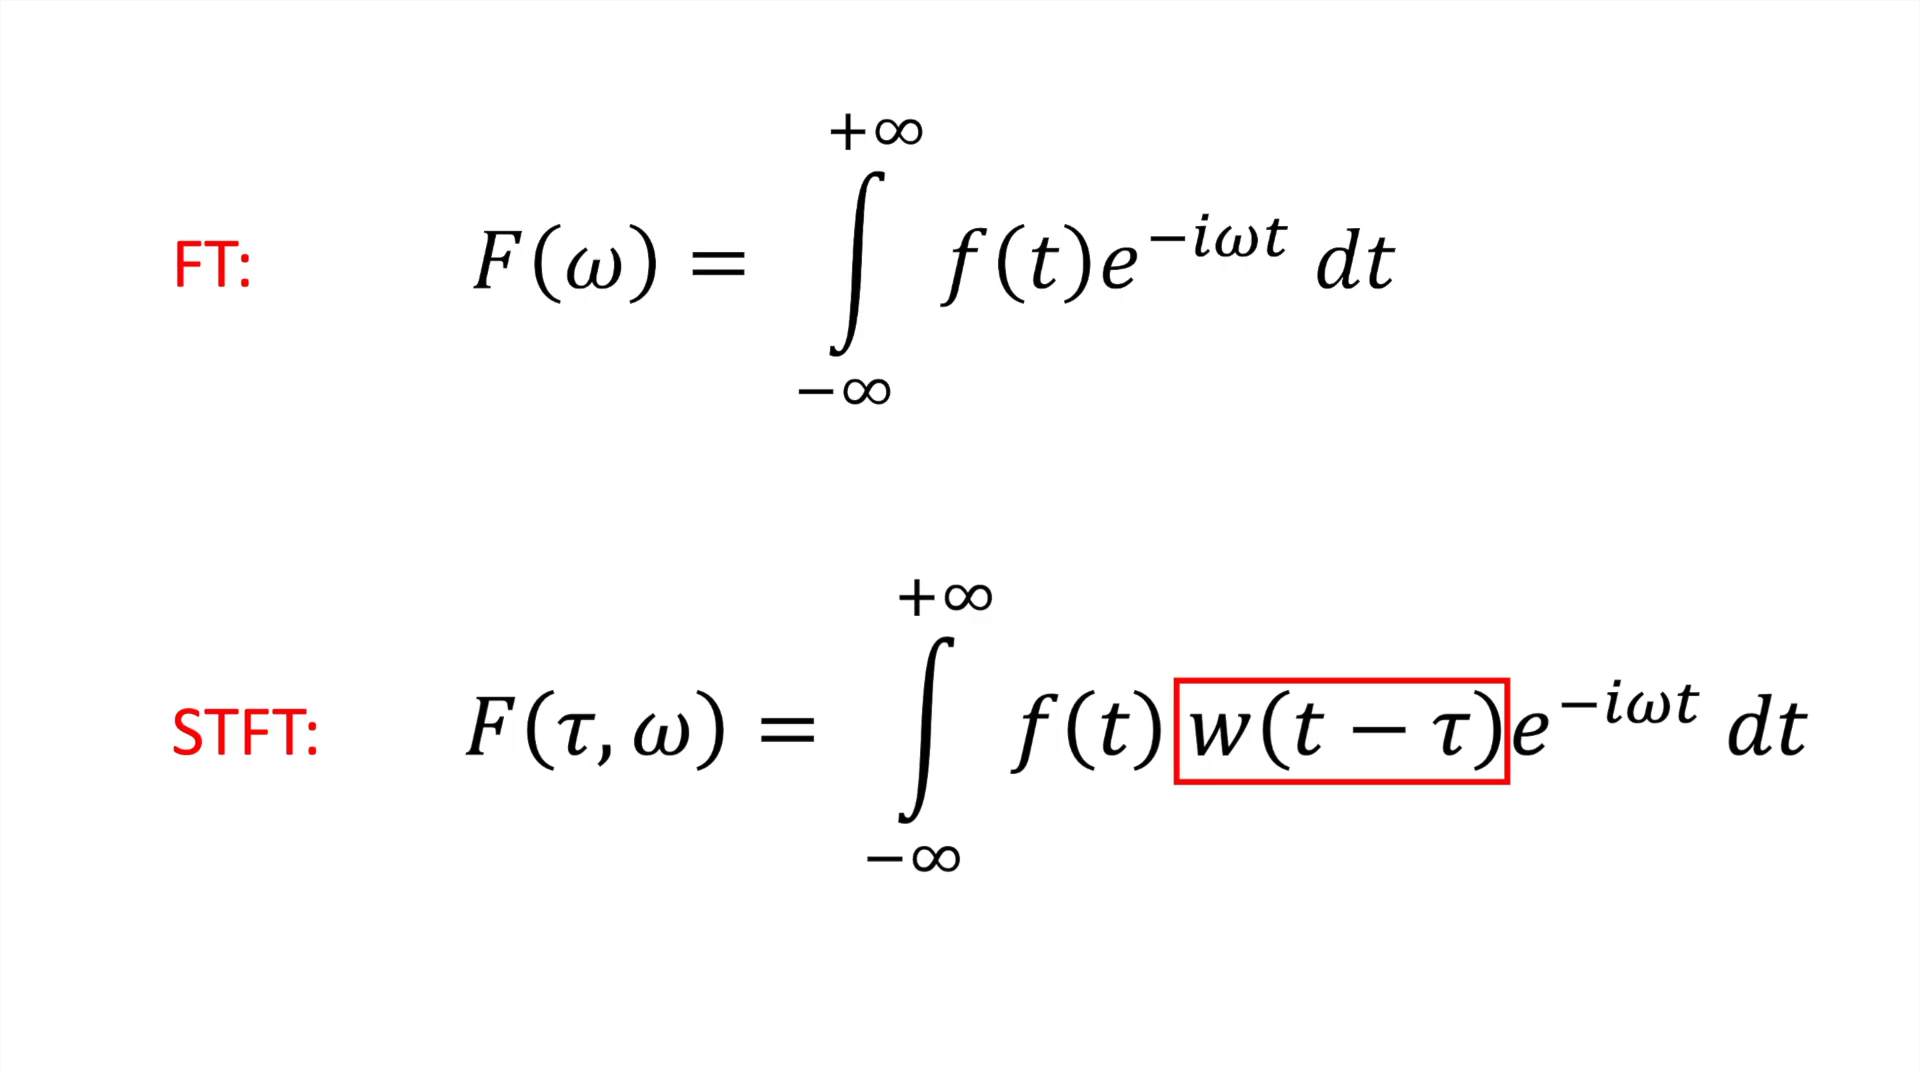 FT: F(ω) = ∫_{−∞}^{+∞} f(t)e^{−iωt} dt
STFT: F(τ, ω) = ∫_{−∞}^{+∞} f(t) w(t − τ)e^{−iωt} dt